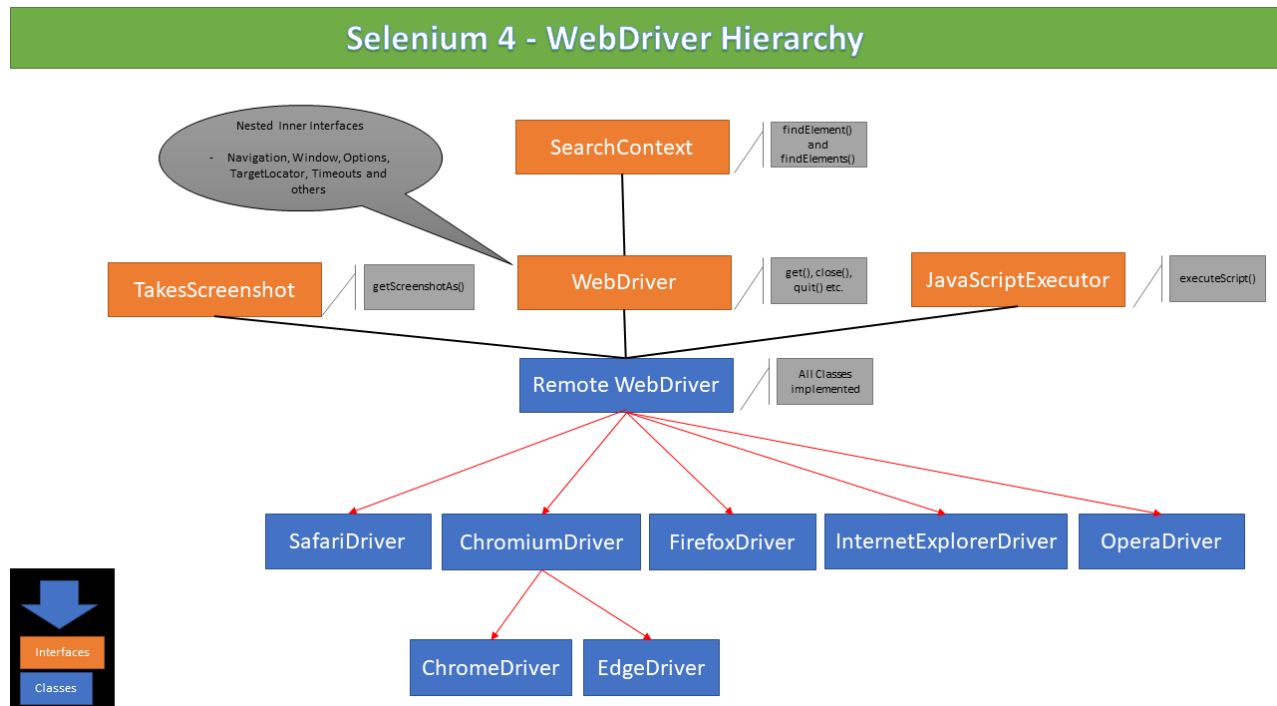 Selenium 4 - WebDriver Hierarchy
Nested Inner Interfaces
- Navigation, Window, Options,
TargetLocator, Timeouts and
others
SearchContext
findElement()
and
findElements()
TakesScreenshot
getScreenshotAs()
WebDriver
get(), close(),
quit() etc.
JavaScriptExecutor
executeScript()
Remote WebDriver
All Classes
implemented
SafariDriver
ChromiumDriver
FirefoxDriver
InternetExplorerDriver
OperaDriver
ChromeDriver
EdgeDriver
Interfaces
Classes